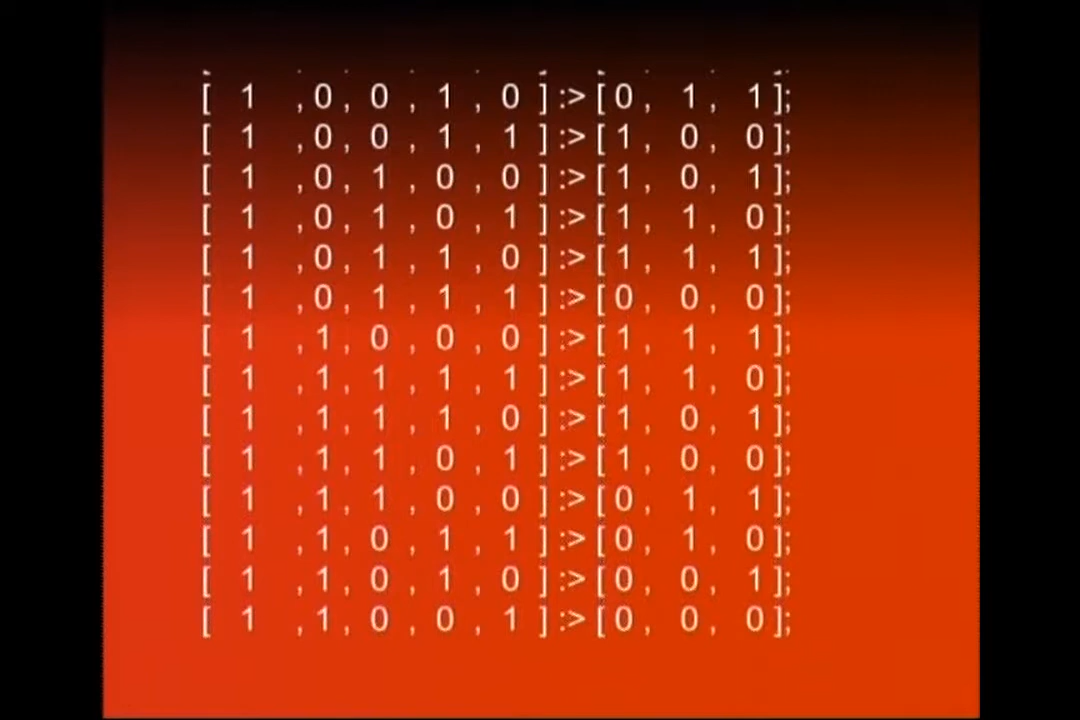 [ 1 ,0, 0 , 1 , 0 ] :> [ 0 , 1 , 1 ];
[ 1 ,0, 0 , 1 , 1 ] :> [ 1 , 0 , 0 ];
[ 1 ,0, 1 , 0 , 0 ] :> [ 1 , 0 , 1 ];
[ 1 ,0, 1 , 0 , 1 ] :> [ 1 , 1 , 0 ];
[ 1 ,0, 1 , 1 , 0 ] :> [ 1 , 1 , 1 ];
[ 1 ,0, 1 , 1 , 1 ] :> [ 0 , 0 , 0 ];
[ 1 ,1, 0 , 0 , 0 ] :> [ 1 , 1 , 1 ];
[ 1 ,1, 1 , 1 , 1 ] :> [ 1 , 1 , 0 ];
[ 1 ,1, 1 , 1 , 0 ] :> [ 1 , 0 , 1 ];
[ 1 ,1, 1 , 0 , 1 ] :> [ 1 , 0 , 0 ];
[ 1 ,1, 1 , 0 , 0 ] :> [ 0 , 1 , 1 ];
[ 1 ,1, 0 , 1 , 1 ] :> [ 0 , 1 , 0 ];
[ 1 ,1, 0 , 1 , 0 ] :> [ 0 , 0 , 1 ];
[ 1 ,1, 0 , 0 , 1 ] :> [ 0 , 0 , 0 ];